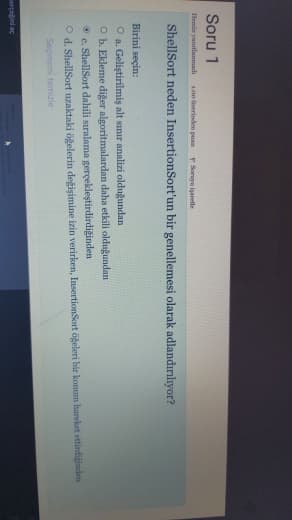 Soru 1
Henüz yanıtlanmadı 1,00 üzerinden puan Soruyu işaretle
ShellSort neden InsertionSort'un bir genellemesi olarak adlandırılıyor?
Birini seçin:
a. Geliştirilmiş alt sınır analizi olduğundan
b. Ekleme diğer algoritmalardan daha etkili olduğundan
c. ShellSort dahili sıralama gerçekleştirdirdiğinden
d. ShellSort uzaktaki öğelerin değişimine izin verirken, InsertionSort öğeleri bir konum hareket ettirdiğinden
Seçimimi temizle